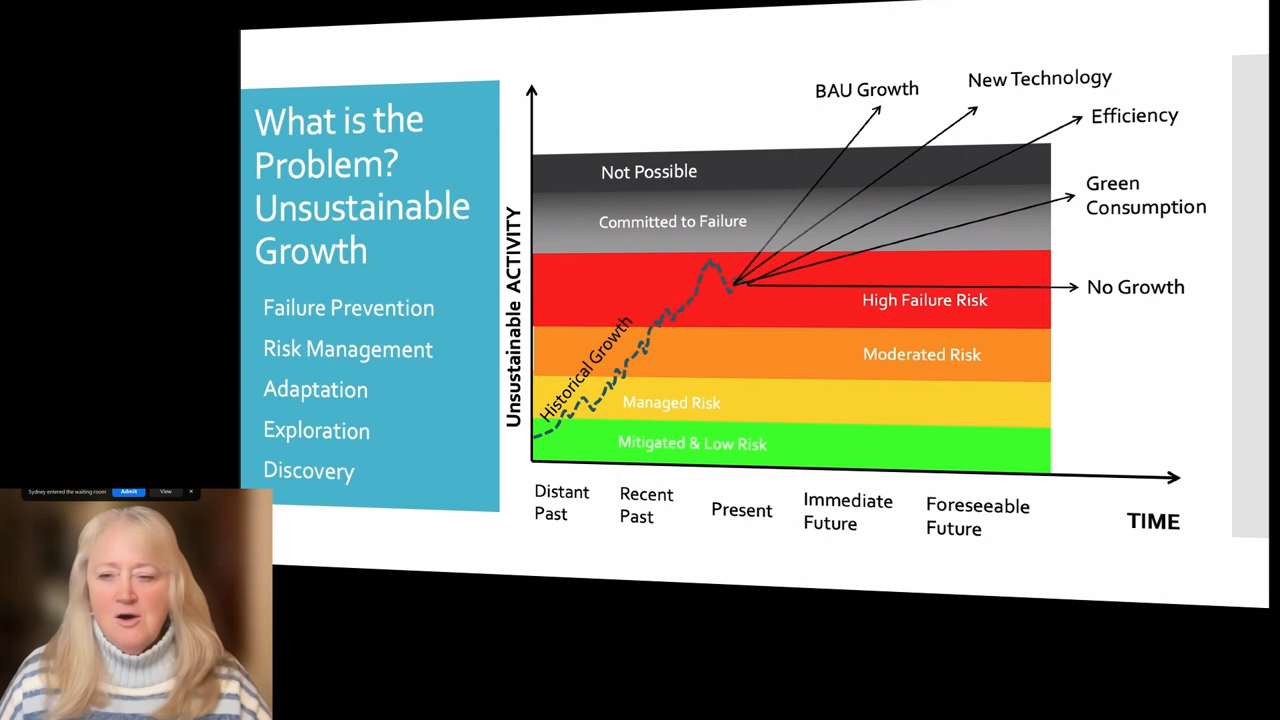 What is the
Problem?
Unsustainable
Growth
Failure Prevention
Risk Management
Adaptation
Exploration
Discovery
BAU Growth
New Technology
Efficiency
Green
Consumption
No Growth
Not Possible
Committed to Failure
High Failure Risk
Moderated Risk
Managed Risk
Mitigated & Low Risk
Historical Growth
Unsustainable ACTIVITY
Distant
Past
Recent
Past
Present
Immediate
Future
Foreseeable
Future
TIME
Sydney entered the waiting room
Admit
View
×